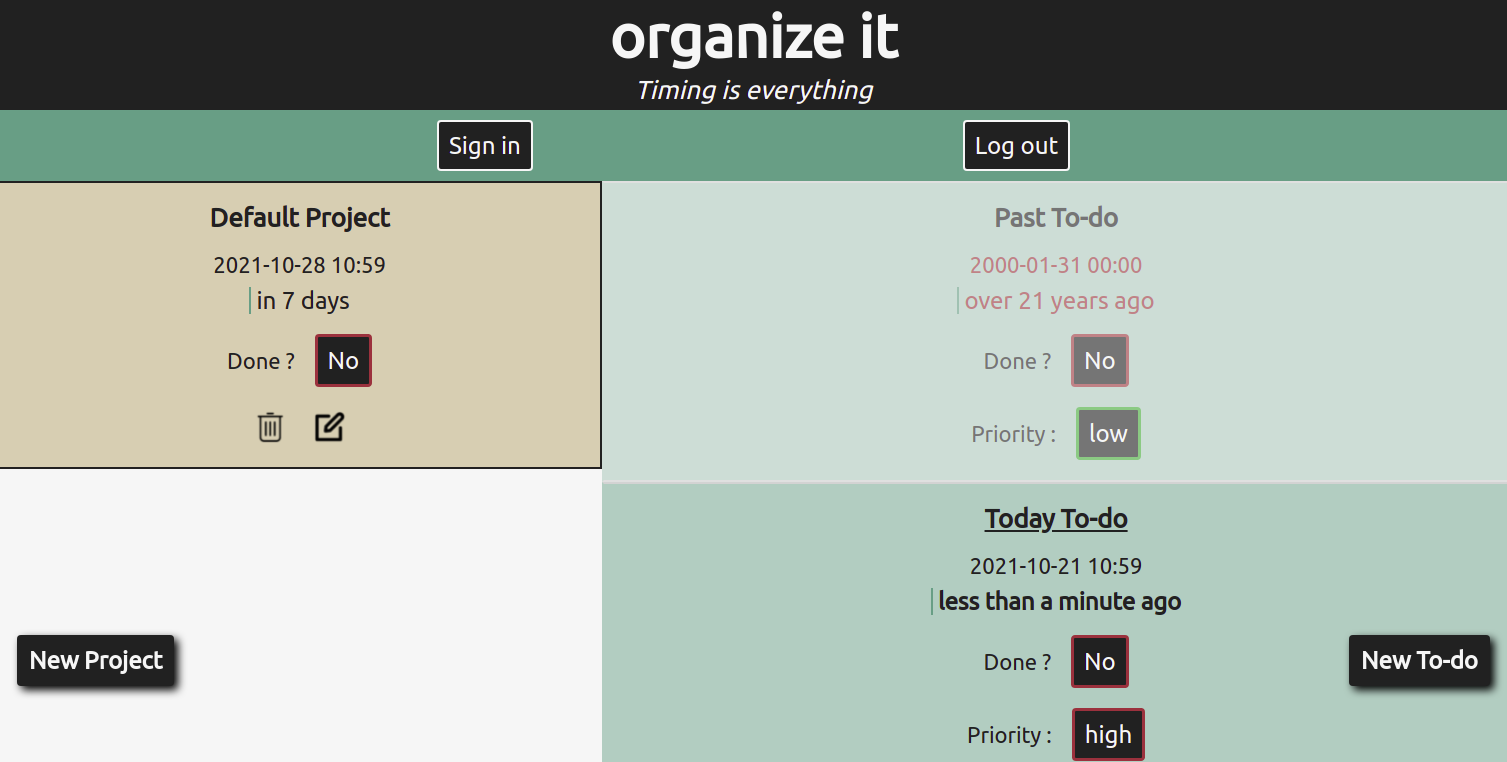 organize it
Timing is everything
Sign in
Log out
Default Project
2021-10-28 10:59
in 7 days
Done ? No
Past To-do
2000-01-31 00:00
over 21 years ago
Done ? No
Priority : low
Today To-do
2021-10-21 10:59
less than a minute ago
Done ? No
Priority : high
New Project
New To-do